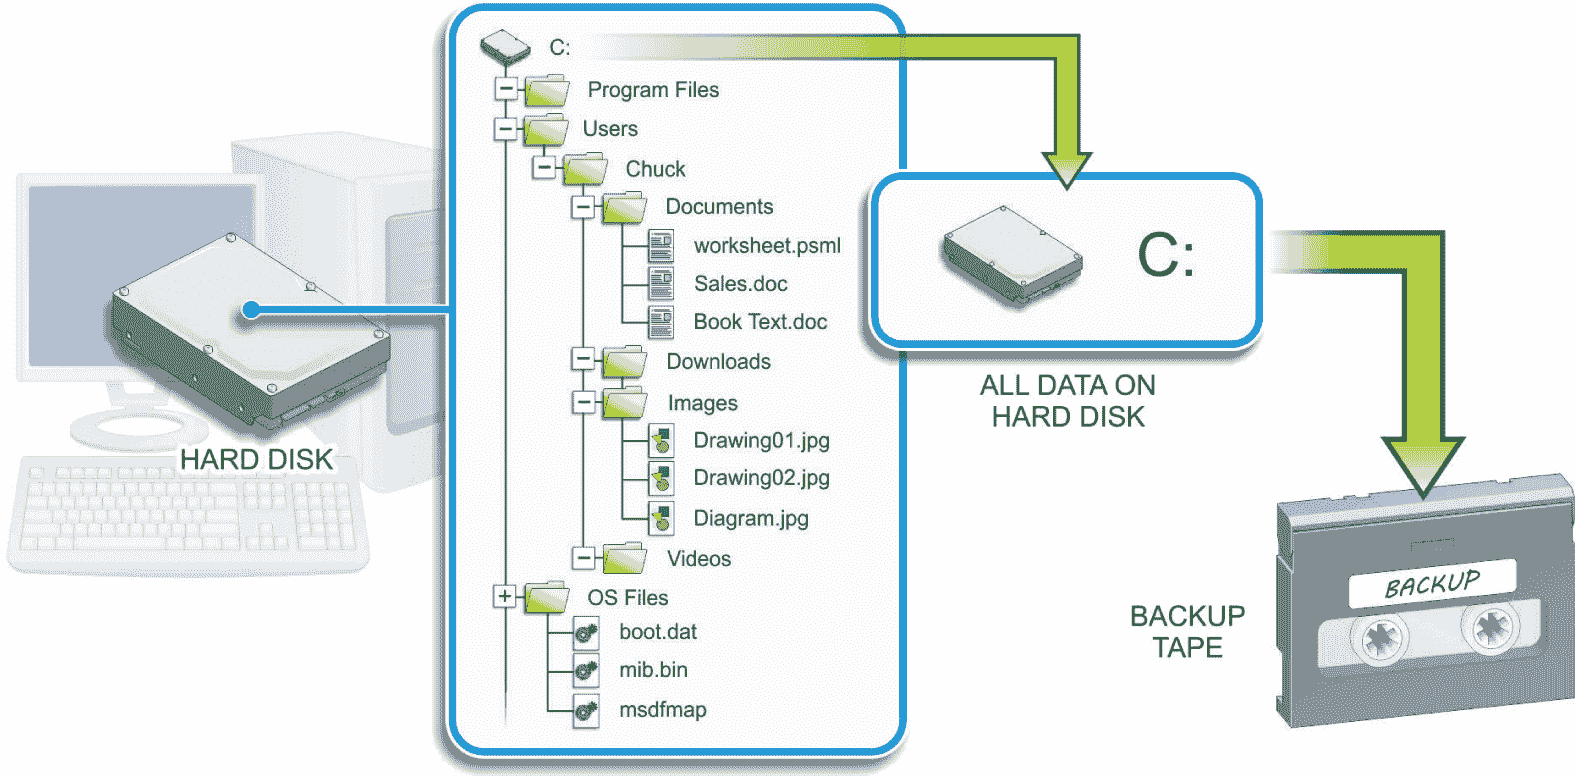 C:
Program Files
Users
Chuck
Documents
worksheet.psml
Sales.doc
Book Text.doc
Downloads
Images
Drawing01.jpg
Drawing02.jpg
Diagram.jpg
Videos
OS Files
boot.dat
mib.bin
msdfmap
HARD DISK
C:
ALL DATA ON
HARD DISK
BACKUP
TAPE
BACKUP